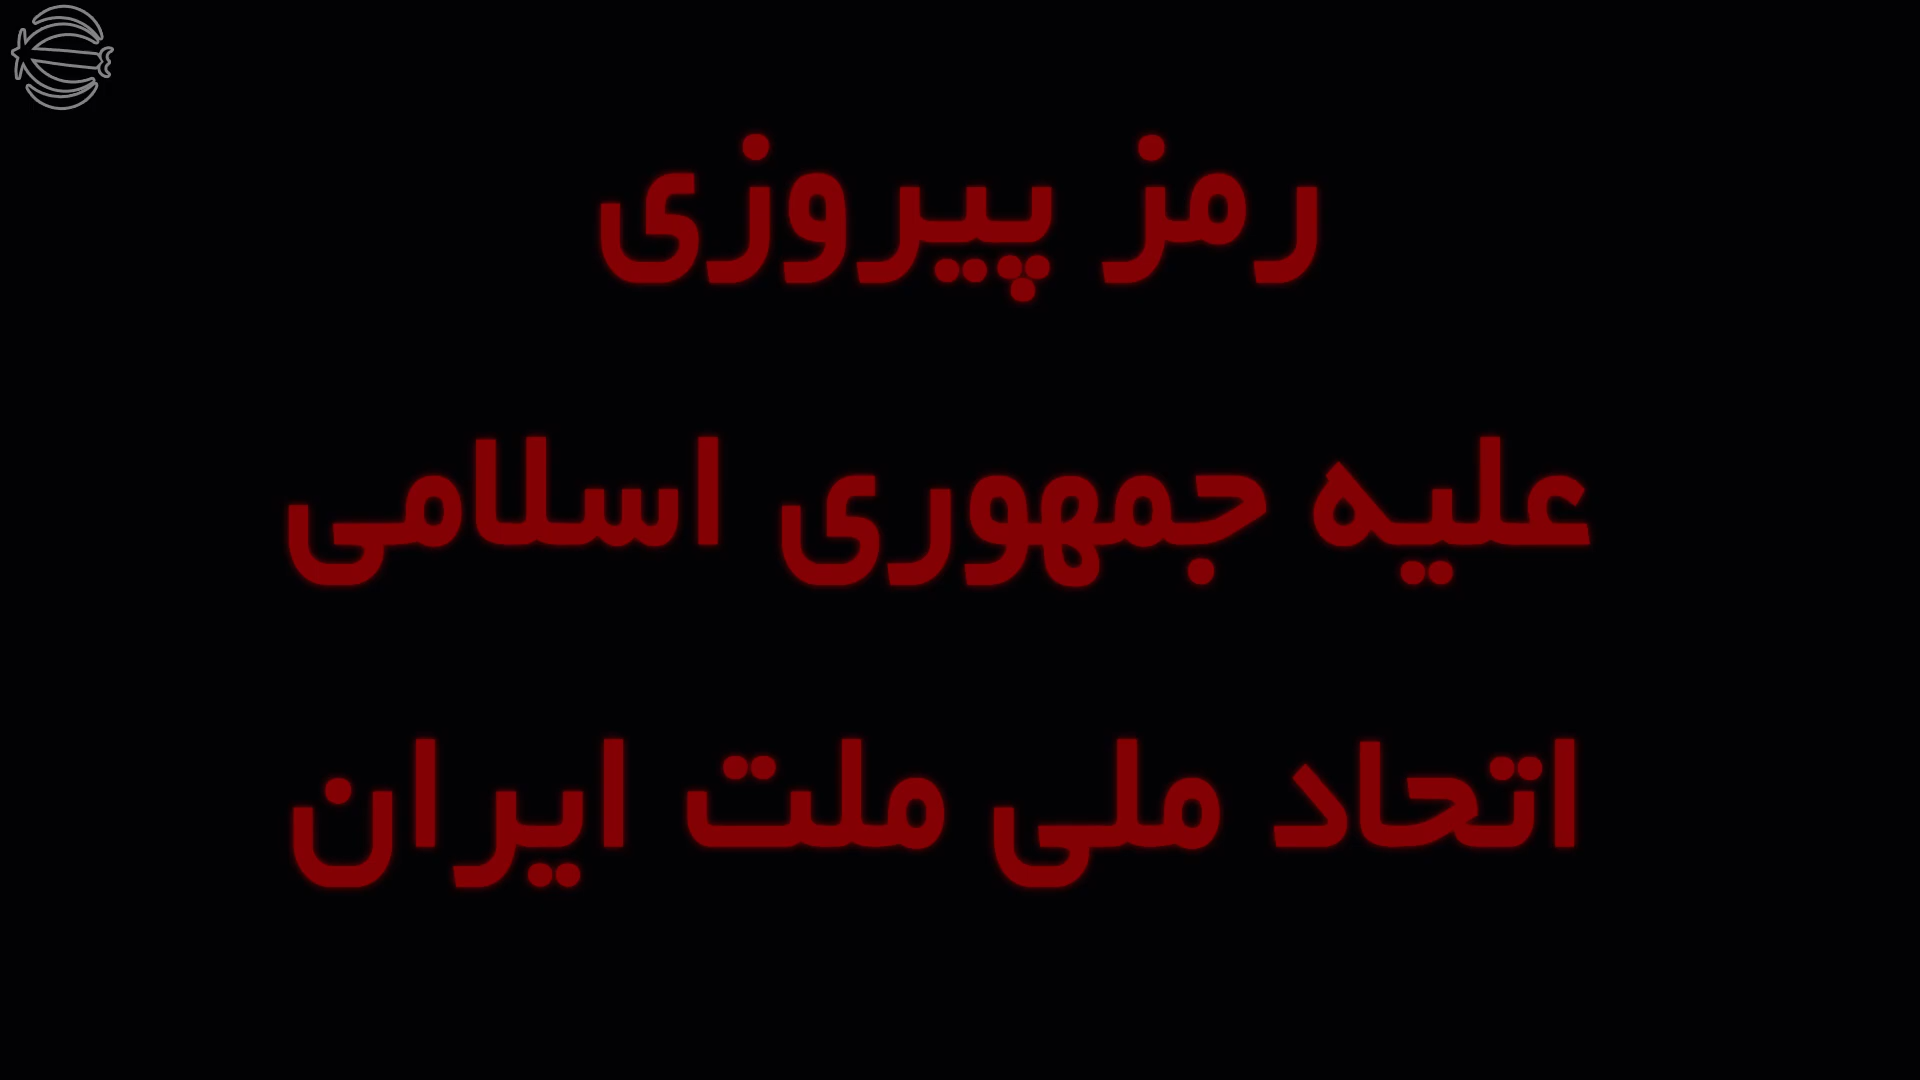 رمز پیروزی
علیه جمهوری اسلامی
اتحاد ملی ملت ایران